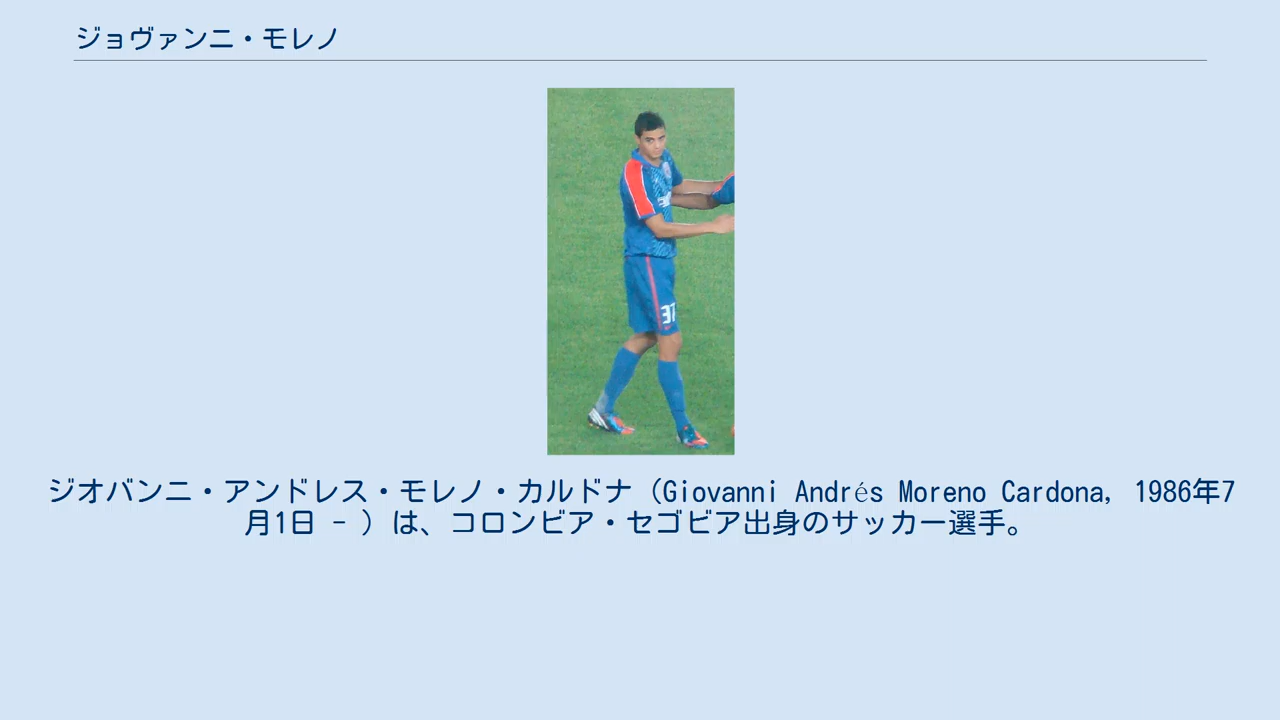 ジョヴァンニ・モレノ
37
ジオバンニ・アンドレス・モレノ・カルドナ（Giovanni Andrés Moreno Cardona, 1986年7
月1日 - ）は、コロンビア・セゴビア出身のサッカー選手。